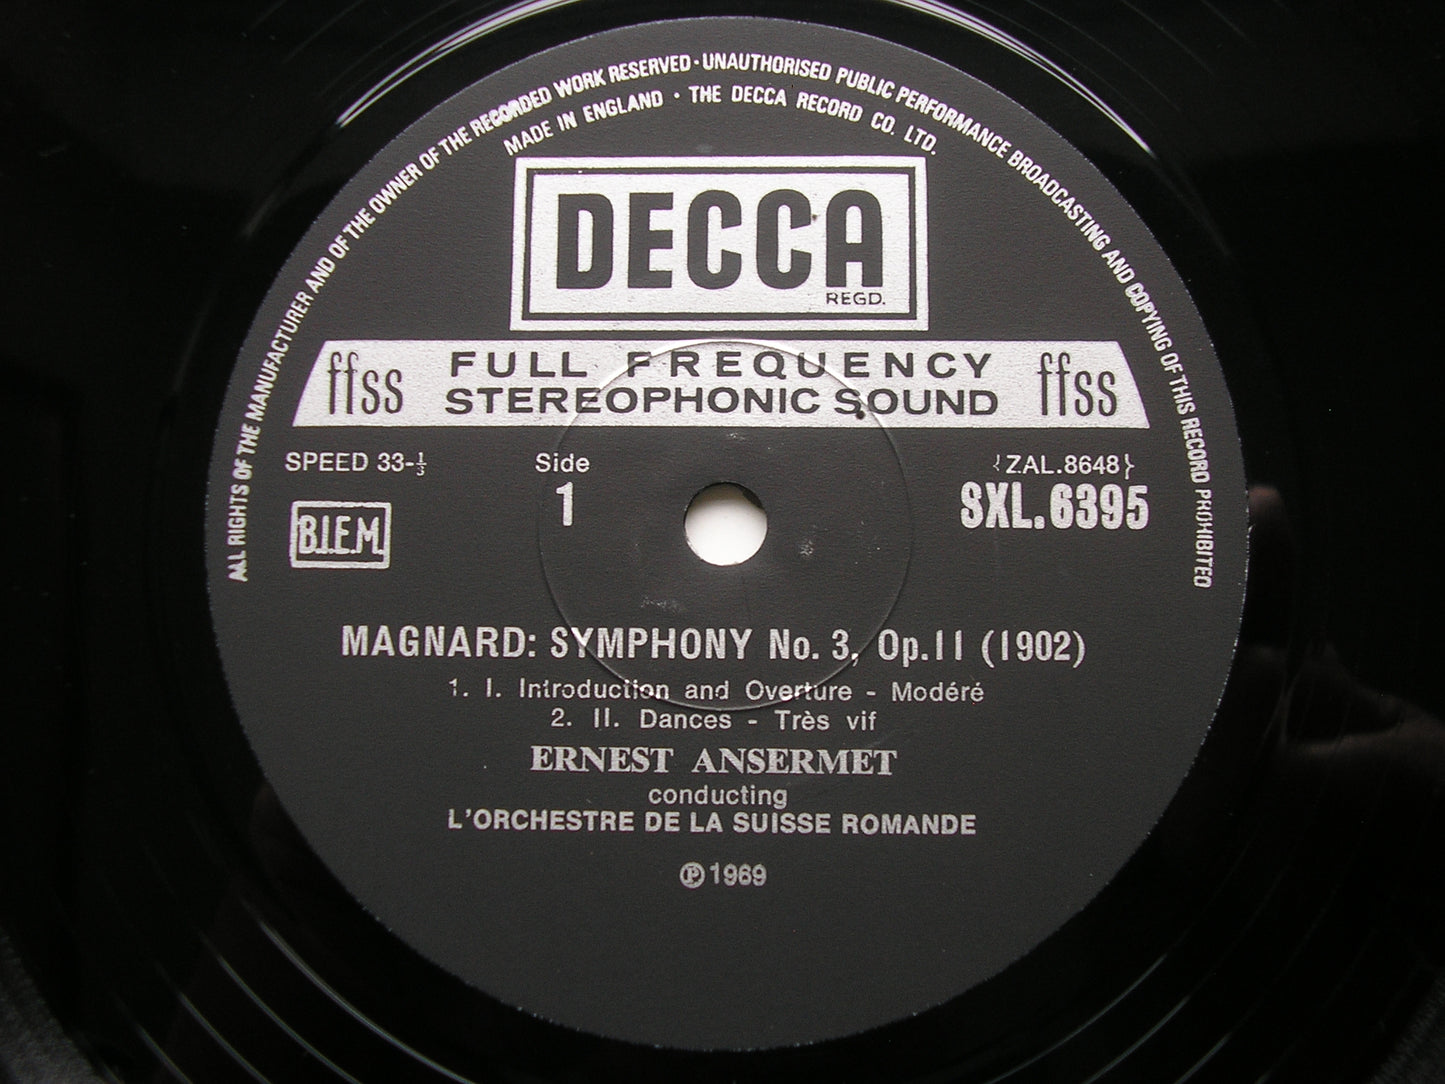 ALL RIGHTS OF THE MANUFACTURER AND OF THE OWNER OF THE RECORDED WORK RESERVED · UNAUTHORISED PUBLIC PERFORMANCE BROADCASTING AND COPYING OF THIS RECORD PROHIBITED
MADE IN ENGLAND · THE DECCA RECORD CO. LTD.
DECCA
REGD.
ffss FULL FREQUENCY ffss
STEREOPHONIC SOUND
SPEED 33-⅓ Side {ZAL.8648}
1 SXL.6395
B.I.E.M.
MAGNARD: SYMPHONY No. 3, Op.11 (1902)
1. I. Introduction and Overture - Modéré
2. II. Dances - Très vif
ERNEST ANSERMET
conducting
L'ORCHESTRE DE LA SUISSE ROMANDE
℗ 1969